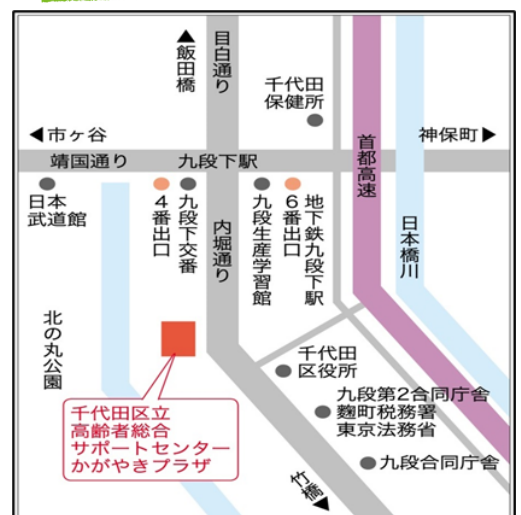 ▲飯田橋
目白通り
千代田
保健所
◀市ヶ谷
神保町▶
首都高速
靖国通り
九段下駅
日本
武道館
4番出口
九段下交番
内堀通り
九段生産学習館
6番出口
地下鉄九段下駅
日本橋川
北の丸公園
千代田
区役所
千代田区立
高齢者総合
サポートセンター
かがやきプラザ
九段第2合同庁舎
麴町税務署
東京法務省
九段合同庁舎
竹橋▼